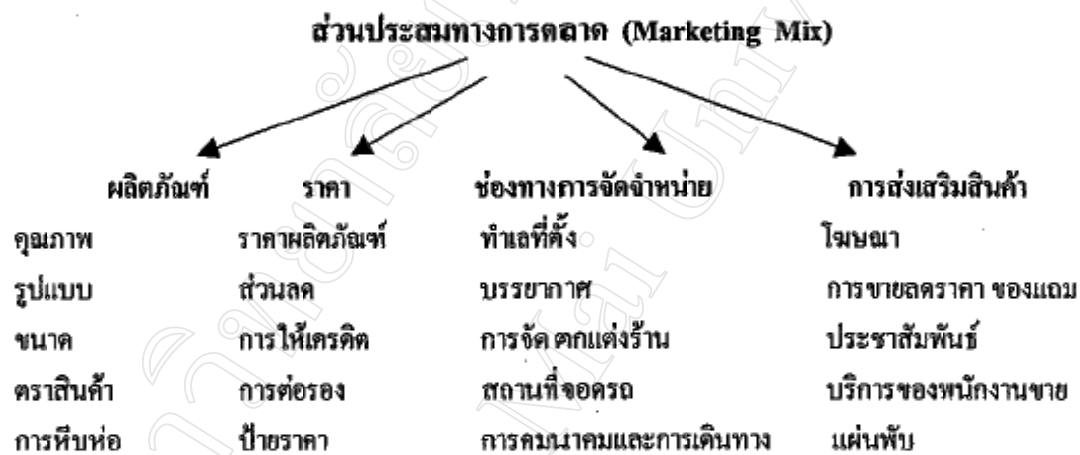 ส่วนประสมทางการตลาด (Marketing Mix)
ผลิตภัณฑ์ ราคา ช่องทางการจัดจำหน่าย การส่งเสริมสินค้า
คุณภาพ ราคาผลิตภัณฑ์ ทำเลที่ตั้ง โฆษณา
รูปแบบ ส่วนลด บรรยากาศ การขายลดราคา ของแถม
ขนาด การให้เครดิต การจัด ตกแต่งร้าน ประชาสัมพันธ์
ตราสินค้า การต่อรอง สถานที่จอดรถ บริการของพนักงานขาย
การหีบห่อ ป้ายราคา การคมนาคมและการเดินทาง แผ่นพับ